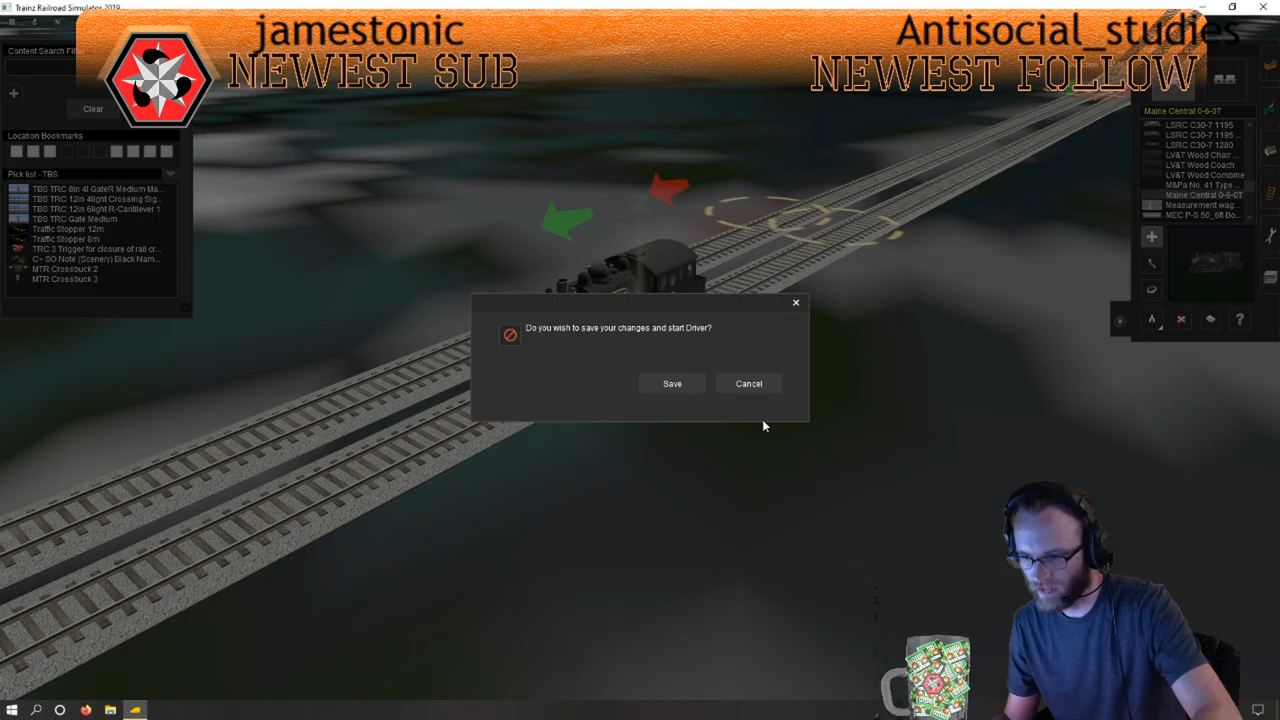 Trainz Railroad Simulator 2019
jamestonic
NEWEST SUB
Antisocial_studies
NEWEST FOLLOW
Content Search Fil
Clear
Location Bookmarks
Pick list - TBS
TBS TRC 8in 4l GateR Medium Ma...
TBS TRC 12in 4light Crossing Sig...
TBS TRC 12in 6light R-Cantilever 1
TBS TRC Gate Medium
Traffic Stopper 12m
Traffic Stopper 8m
TRC 3 Trigger for closure of rail cr...
C+ SO Note (Scenery) Black Nam...
MTR Crossbuck 2
MTR Crossbuck 3
Do you wish to save your changes and start Driver?
Save
Cancel
Maine Central 0-6-0T
LSRC C30-7 1195
LSRC C30-7 1195 ...
LSRC C30-7 1280
LV&T Wood Chair ...
LV&T Wood Coach
LV&T Wood Combine
M&Pa No. 41 Type ...
Maine Central 0-6-0T
Measurement wag...
MEC P-S 50_6ft Bo...